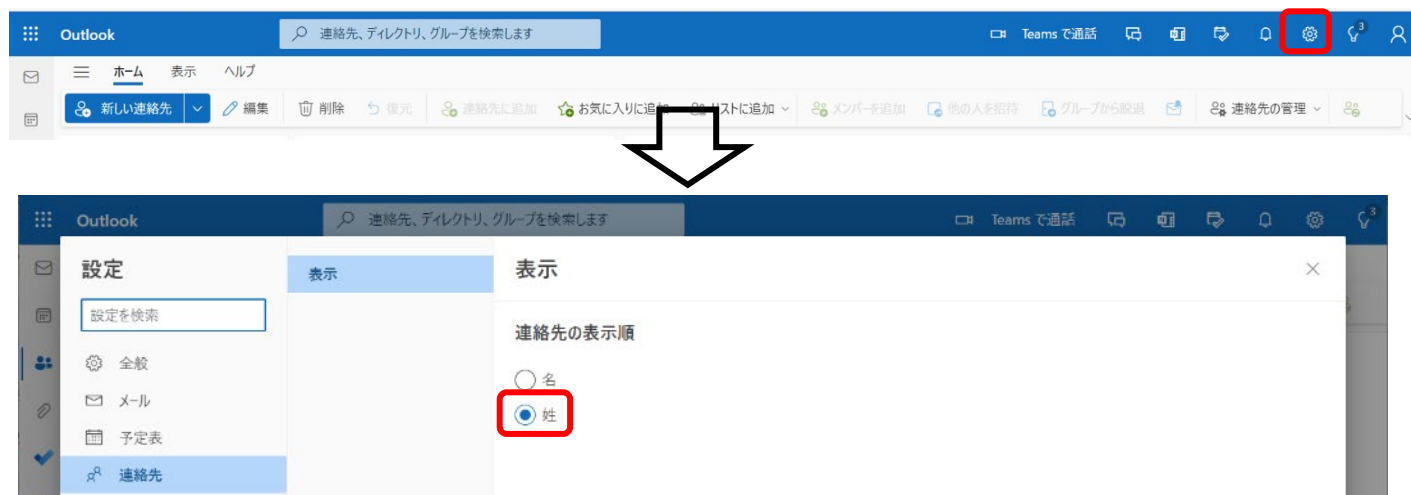 Outlook
連絡先、ディレクトリ、グループを検索します
Teams で通話
3
ホーム 表示 ヘルプ
新しい連絡先 編集 削除 復元 連絡先に追加 お気に入りに追加 リストに追加 メンバーを追加 他の人を招待 グループから脱退 連絡先の管理
Outlook
連絡先、ディレクトリ、グループを検索します
Teams で通話
3
設定
設定を検索
全般
メール
予定表
連絡先
表示
表示
連絡先の表示順
名
姓